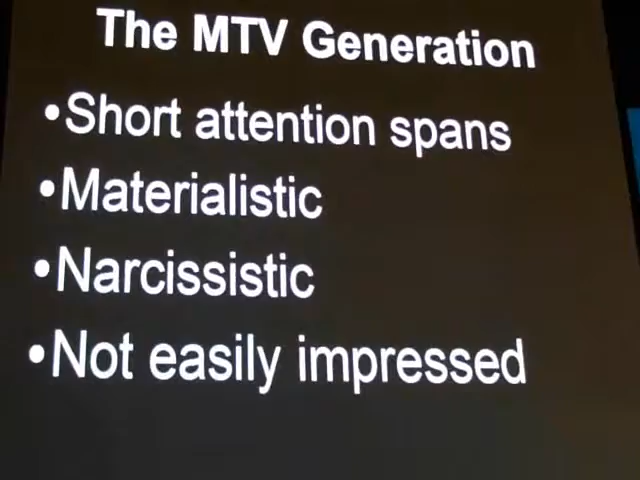 The MTV Generation
•Short attention spans
•Materialistic
•Narcissistic
•Not easily impressed